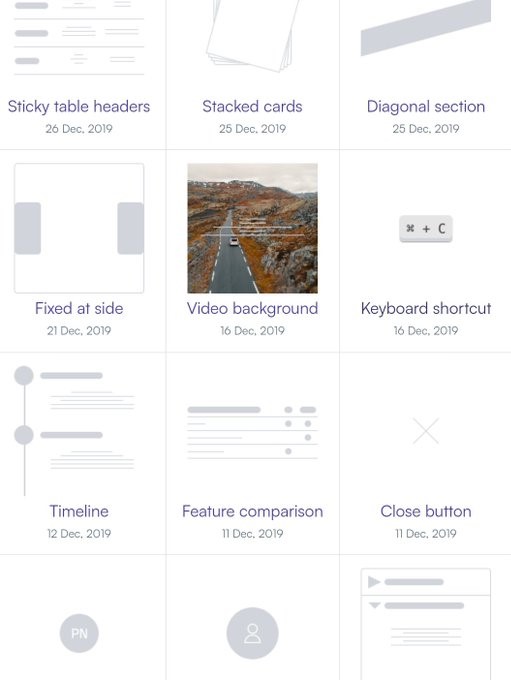 Sticky table headers
26 Dec, 2019
Stacked cards
25 Dec, 2019
Diagonal section
25 Dec, 2019
⌘ + C
Fixed at side
21 Dec, 2019
Video background
16 Dec, 2019
Keyboard shortcut
16 Dec, 2019
Timeline
12 Dec, 2019
Feature comparison
11 Dec, 2019
Close button
11 Dec, 2019
PN